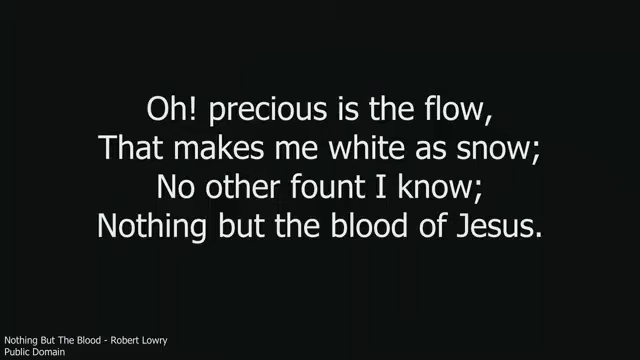 Oh! precious is the flow,
That makes me white as snow;
No other fount I know;
Nothing but the blood of Jesus.
Nothing But The Blood - Robert Lowry
Public Domain